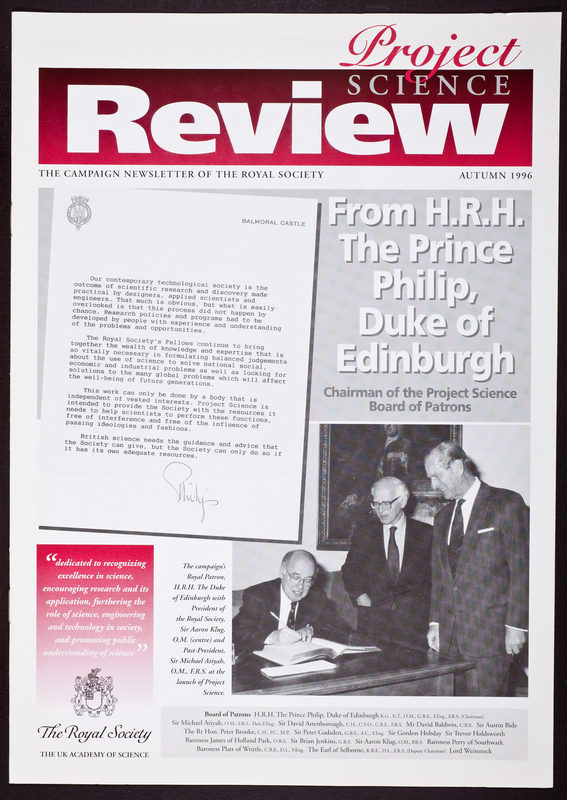 Project
SCIENCE
Review
THE CAMPAIGN NEWSLETTER OF THE ROYAL SOCIETY
AUTUMN 1996
BALMORAL CASTLE
Our contemporary technological society is the
outcome of scientific research and discovery made
practical by designers, applied scientists and
engineers. That much is obvious, but what is easily
overlooked is that this process did not happen by
chance. Research policies and programs had to be
developed by people with experience and understanding
of the problems and opportunities.
The Royal Society's Fellows continue to bring
together the wealth of knowledge and expertise that is
so vitally necessary in formulating balanced judgements
about the use of science to solve national social,
economic and industrial problems as well as looking for
solutions to the many global problems which will affect
the well-being of future generations.
This work can only be done by a body that is
independent of vested interests. Project Science is
intended to provide the Society with the resources it
needs to help scientists to perform these functions,
free of interference and free of the influence of
passing ideologies and fashions.
British science needs the guidance and advice that
the Society can give, but the Society can only do so if
it has its own adequate resources.
Philip
From H.R.H.
The Prince
Philip,
Duke of
Edinburgh
Chairman of the Project Science
Board of Patrons
“dedicated to recognizing
excellence in science,
encouraging research and its
application, furthering the
role of science, engineering
and technology in society,
and promoting public
understanding of science”
The Royal Society
THE UK ACADEMY OF SCIENCE
The campaign's
Royal Patron,
H.R.H. The Duke
of Edinburgh with
President of
the Royal Society,
Sir Aaron Klug,
O.M. (centre) and
Past-President,
Sir Michael Atiyah,
O.M., F.R.S. at the
launch of Project
Science.
Board of Patrons H.R.H. The Prince Philip, Duke of Edinburgh K.G., K.T., O.M., G.B.E., F.Eng., F.R.S. (Chairman)
Sir Michael Atiyah, O.M., F.R.S., Hon.F.Eng. Sir David Attenborough, C.H., C.V.O., C.B.E., F.R.S. Mr David Baldwin, C.B.E. Sir Austin Bide
The Rt Hon. Peter Brooke, C.H., P.C., M.P. Sir Peter Gadsden, G.B.E., A.C., F.Eng. Sir Gordon Hobday Sir Trevor Holdsworth
Baroness James of Holland Park, O.B.E. Sir Brian Jenkins, G.B.E. Sir Aaron Klug, O.M., P.R.S. Baroness Perry of Southwark
Baroness Platt of Writtle, C.B.E., D.L., F.Eng. The Earl of Selborne, K.B.E., D.L., F.R.S. (Deputy Chairman) Lord Weinstock